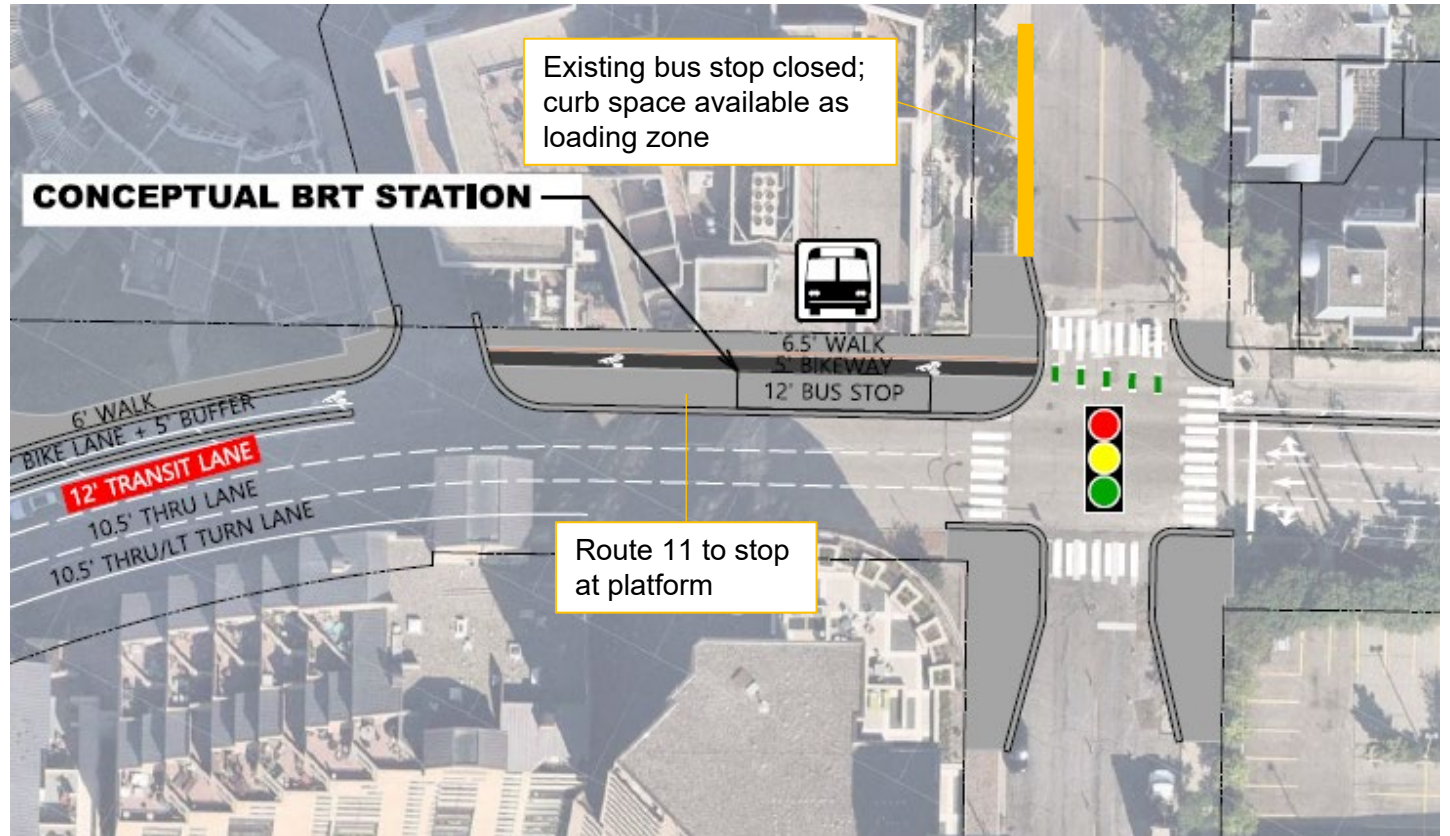 Existing bus stop closed;
curb space available as
loading zone
CONCEPTUAL BRT STATION
6.5' WALK
5' BIKEWAY
12' BUS STOP
6' WALK
BIKE LANE + 5' BUFFER
12' TRANSIT LANE
10.5' THRU LANE
10.5' THRU/LT TURN LANE
Route 11 to stop
at platform